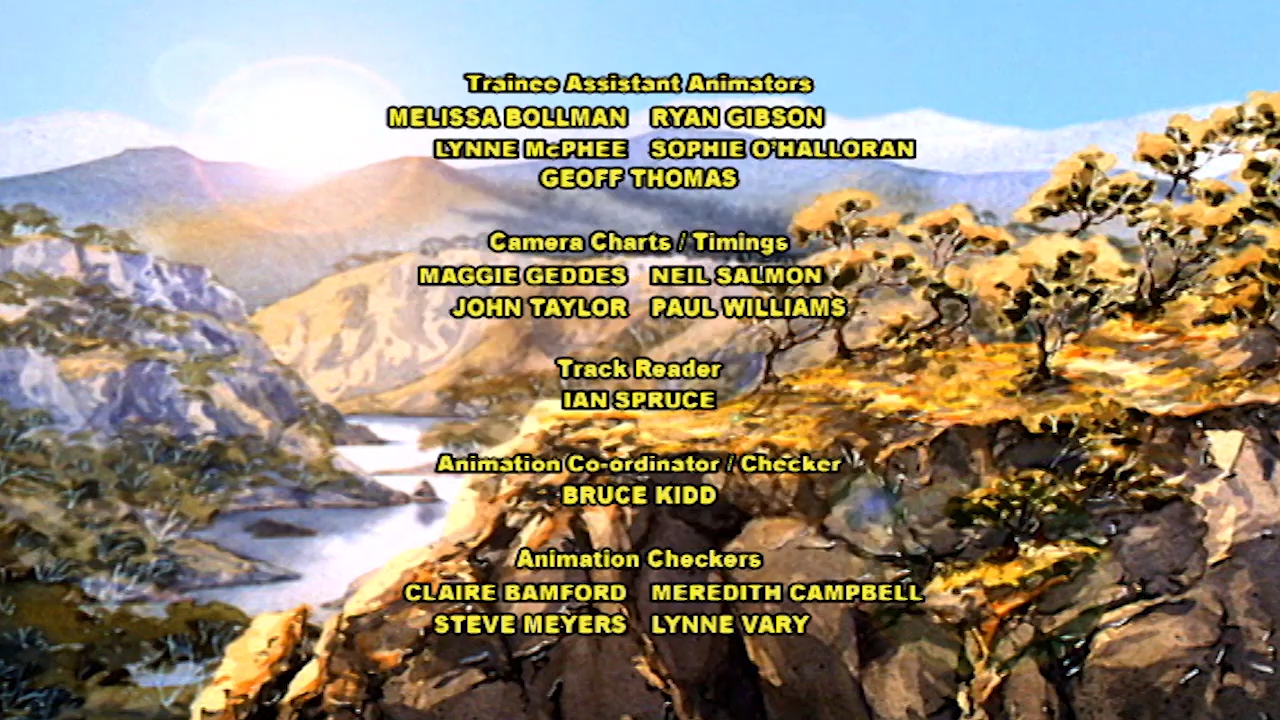 Trainee Assistant Animators
MELISSA BOLLMAN RYAN GIBSON
LYNNE McPHEE SOPHIE O'HALLORAN
GEOFF THOMAS
Camera Charts / Timings
MAGGIE GEDDES NEIL SALMON
JOHN TAYLOR PAUL WILLIAMS
Track Reader
IAN SPRUCE
Animation Co-ordinator / Checker
BRUCE KIDD
Animation Checkers
CLAIRE BAMFORD MEREDITH CAMPBELL
STEVE MEYERS LYNNE VARY